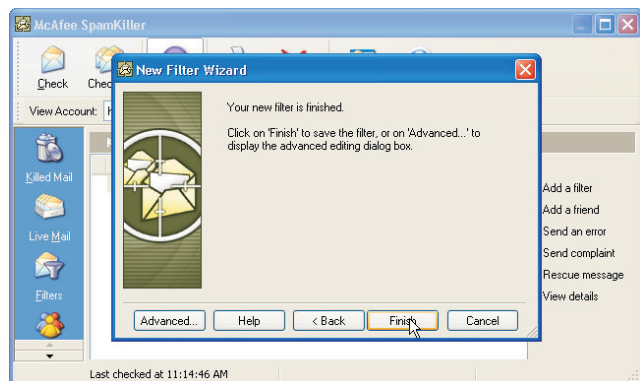 McAfee SpamKiller
Check
Chec
View Account:
New Filter Wizard
Your new filter is finished.
Click on 'Finish' to save the filter, or on 'Advanced...' to
display the advanced editing dialog box.
Killed Mail
Live Mail
Filters
Add a filter
Add a friend
Send an error
Send complaint
Rescue message
View details
Advanced...
Help
< Back
Finish
Cancel
Last checked at 11:14:46 AM